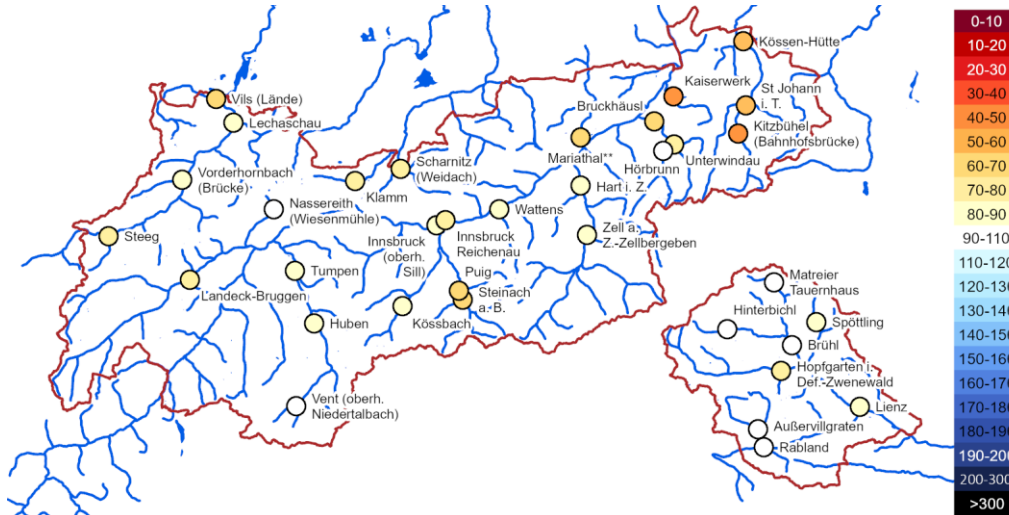 Kössen-Hütte
Kaiserwerk
St Johann
i. T.
Vils (Lände)
Bruckhäusl
Lechaschau
Kitzbühel
(Bahnhofsbrücke)
Mariathal**
Hörbrunn
Unterwindau
Scharnitz
(Weidach)
Vorderhornbach
(Brücke)
Klamm
Hart i. Z.
Nassereith
(Wiesenmühle)
Wattens
Steeg
Innsbruck
(oberh.
Sill)
Innsbruck
Reichenau
Zell a.
Z.-Zellbergeben
Tumpen
Puig
Landeck-Bruggen
Steinach
a. B.
Huben
Kössbach
Matreier
Tauernhaus
Hinterbichl
Spöttling
Brühl
Hopfgarten i.
Def.-Zwenewald
Vent (oberh.
Niedertalbach)
Lienz
Außervillgraten
Rabland
0-10
10-20
20-30
30-40
40-50
50-60
60-70
70-80
80-90
90-110
110-120
120-130
130-140
140-150
150-160
160-170
170-180
180-190
190-200
200-300
>300